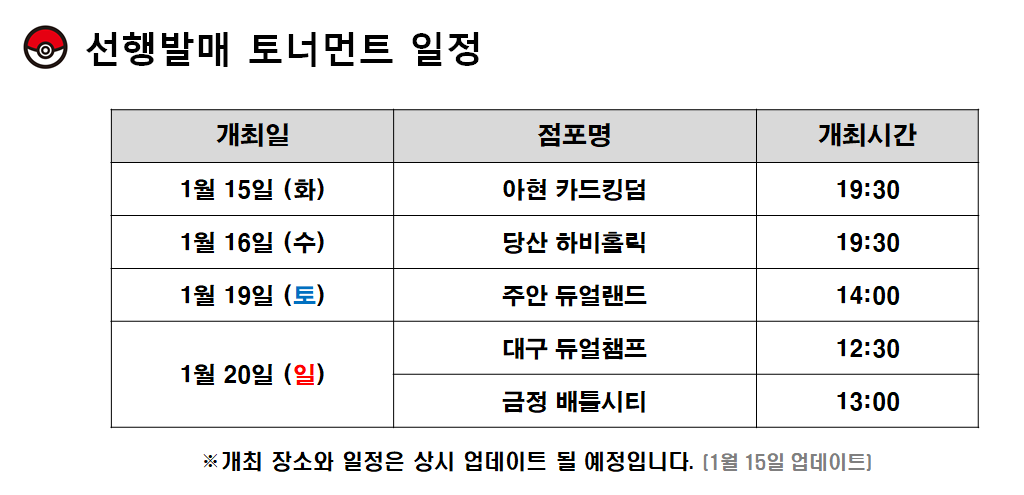 선행발매 토너먼트 일정
개최일 점포명 개최시간
1월 15일 (화) 아현 카드킹덤 19:30
1월 16일 (수) 당산 하비홀릭 19:30
1월 19일 (토) 주안 듀얼랜드 14:00
1월 20일 (일) 대구 듀얼챔프 12:30
금정 배틀시티 13:00
※개최 장소와 일정은 상시 업데이트 될 예정입니다. (1월 15일 업데이트)